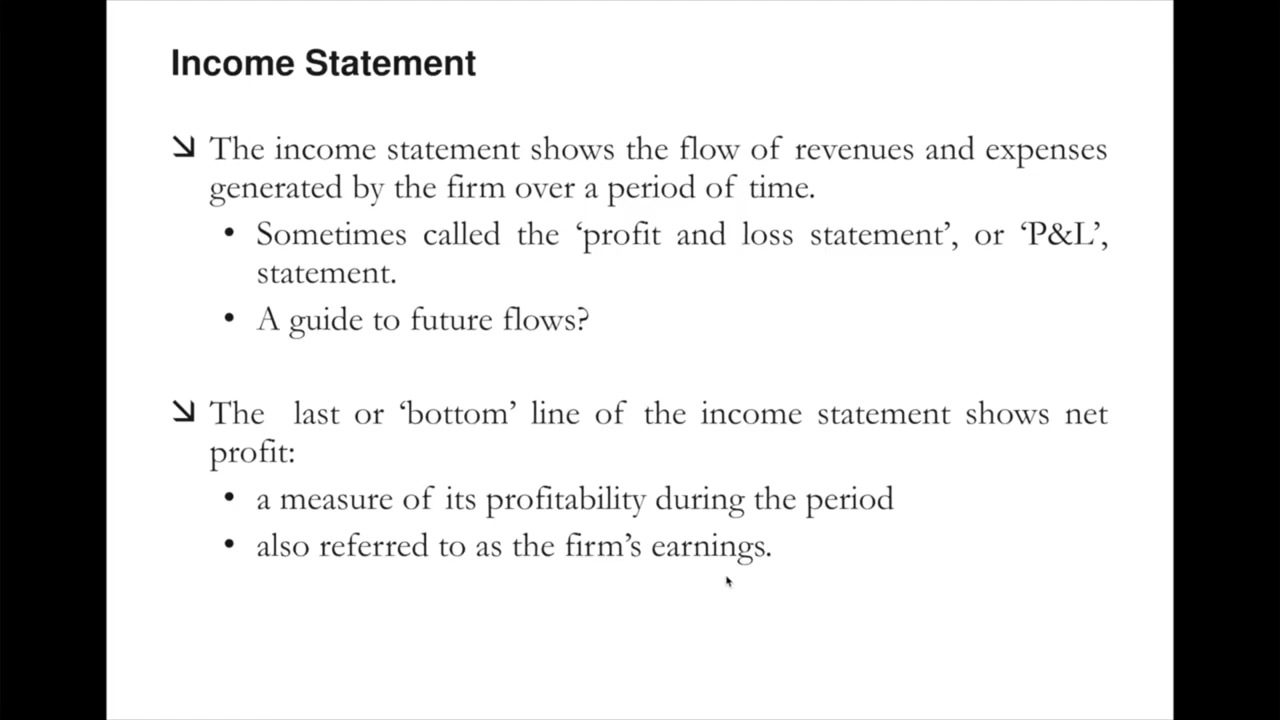 Income Statement
The income statement shows the flow of revenues and expenses
generated by the firm over a period of time.
• Sometimes called the ‘profit and loss statement’, or ‘P&L’,
statement.
• A guide to future flows?
The last or ‘bottom’ line of the income statement shows net
profit:
• a measure of its profitability during the period
• also referred to as the firm’s earnings.